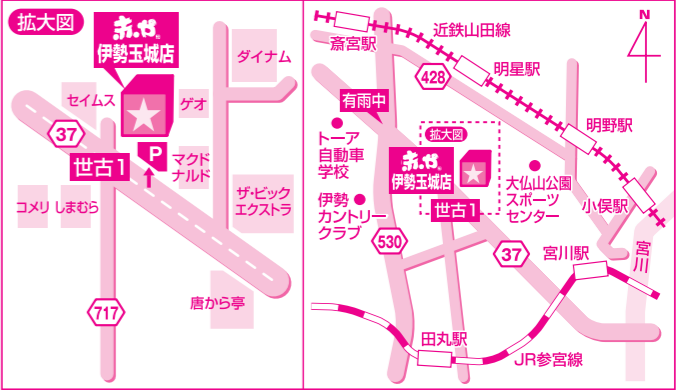 拡大図
赤や
伊勢玉城店
ダイナム
セイムス
ゲオ
37
世古1
P
マクド
ナルド
コメリ
しまむら
ザ・ビック
エクストラ
717
唐から亭
斎宮駅
近鉄山田線
N
428
明星駅
有雨中
明野駅
トーア
自動車
学校
拡大図
赤や
伊勢玉城店
大仏山公園
スポーツ
センター
小俣駅
伊勢
カントリー
クラブ
世古1
530
37
宮川駅
宮川
田丸駅
JR参宮線